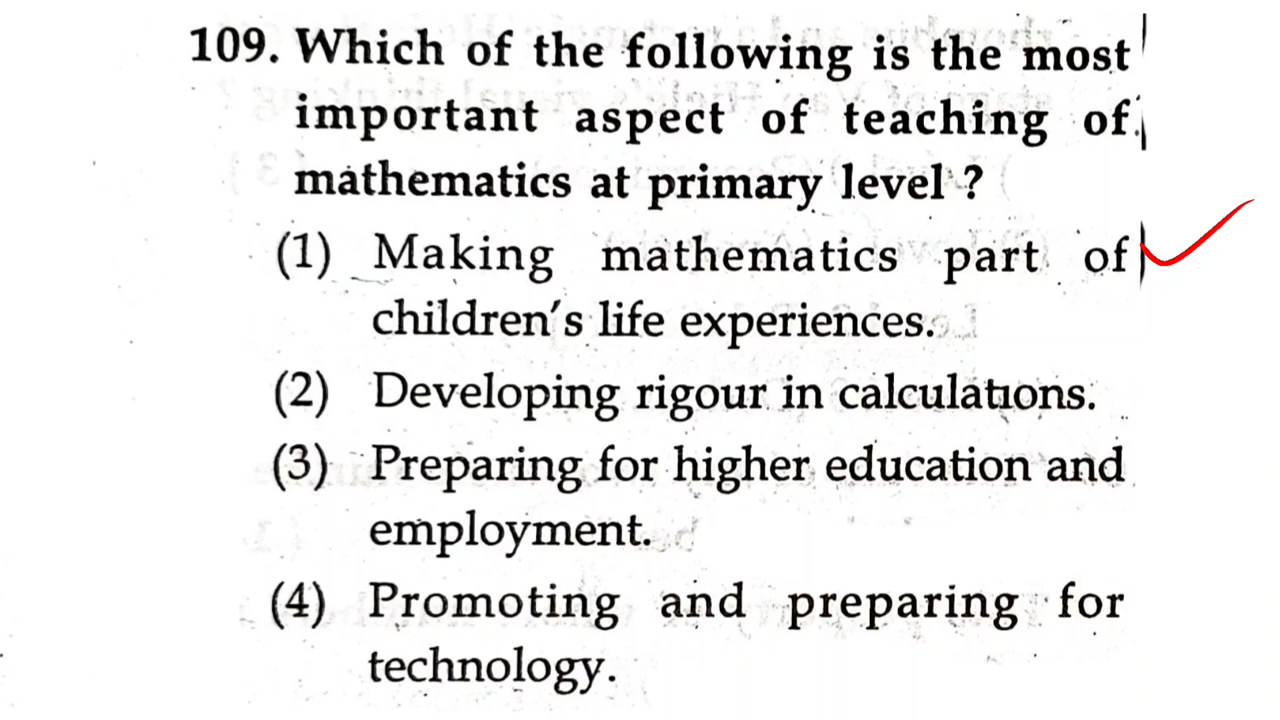 109. Which of the following is the most
important aspect of teaching of
mathematics at primary level ?
(1) Making mathematics part of
children's life experiences.
(2) Developing rigour in calculations.
(3) Preparing for higher education and
employment.
(4) Promoting and preparing for
technology.